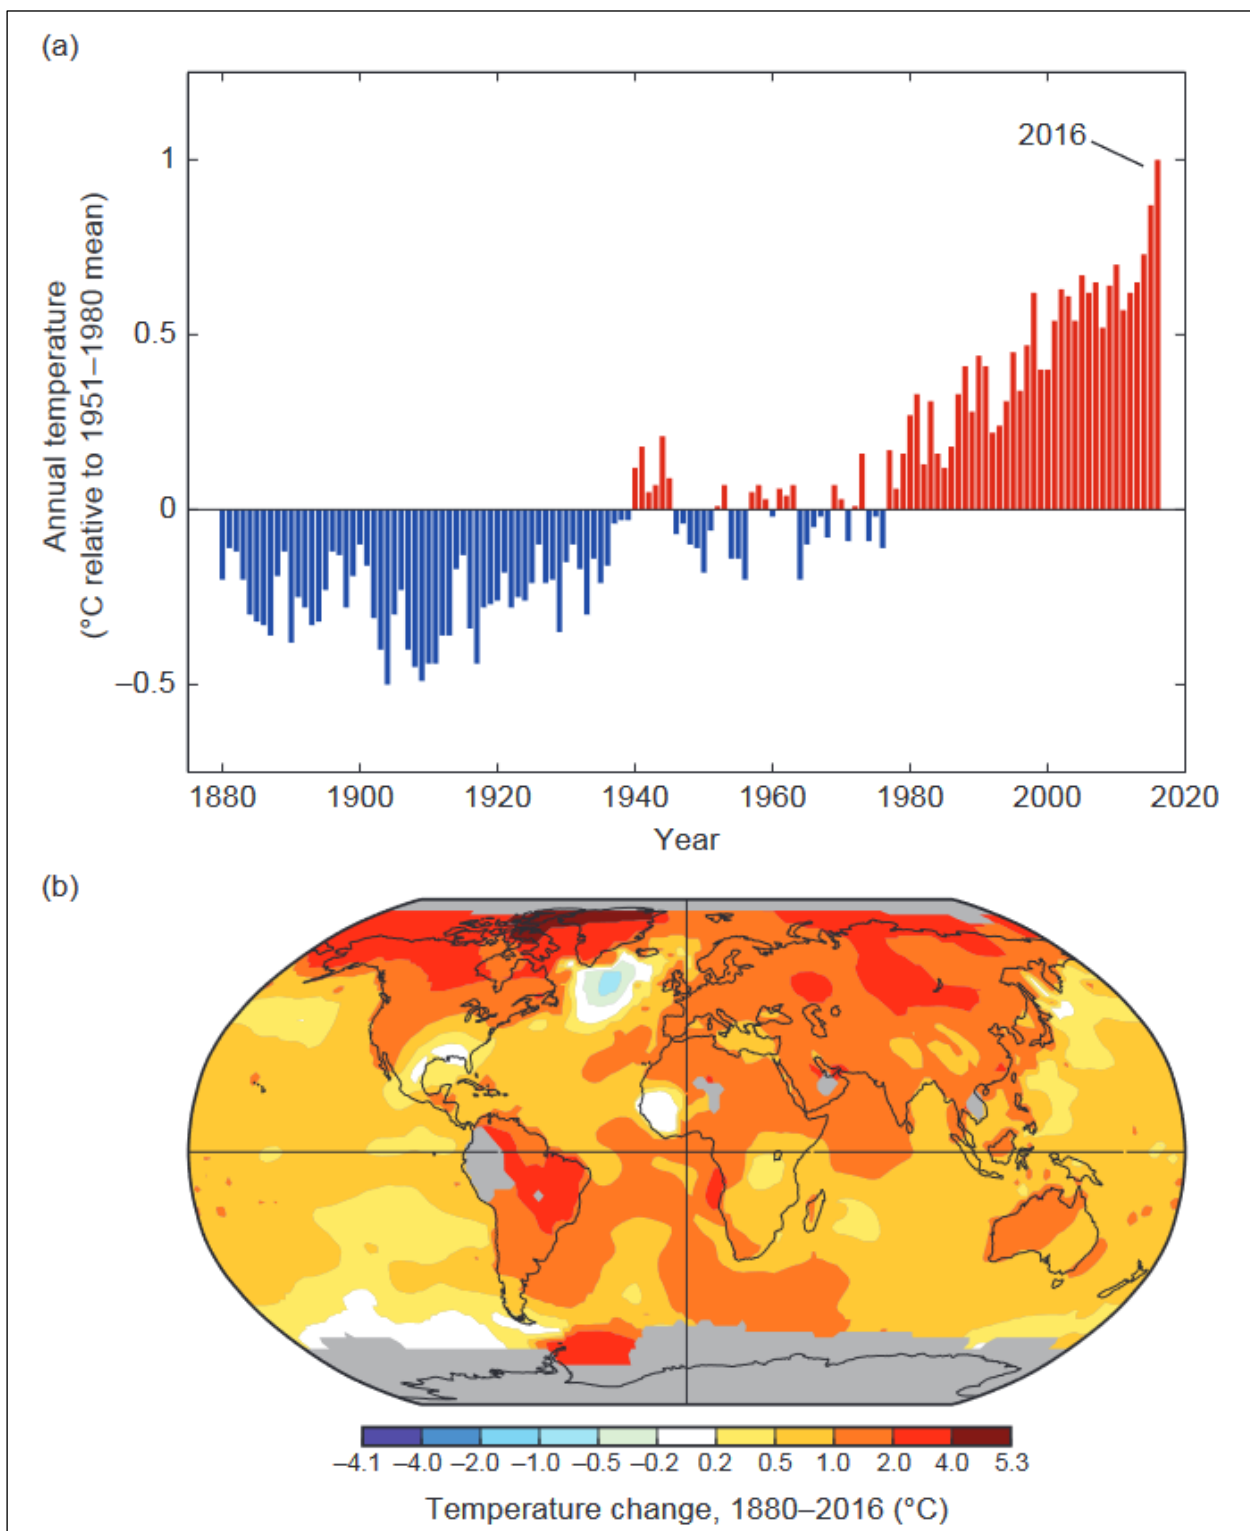 (a)
2016
1
0.5
0
–0.5
Annual temperature
(°C relative to 1951–1980 mean)
1880 1900 1920 1940 1960 1980 2000 2020
Year
(b)
–4.1 –4.0 –2.0 –1.0 –0.5 –0.2 0.2 0.5 1.0 2.0 4.0 5.3
Temperature change, 1880–2016 (°C)